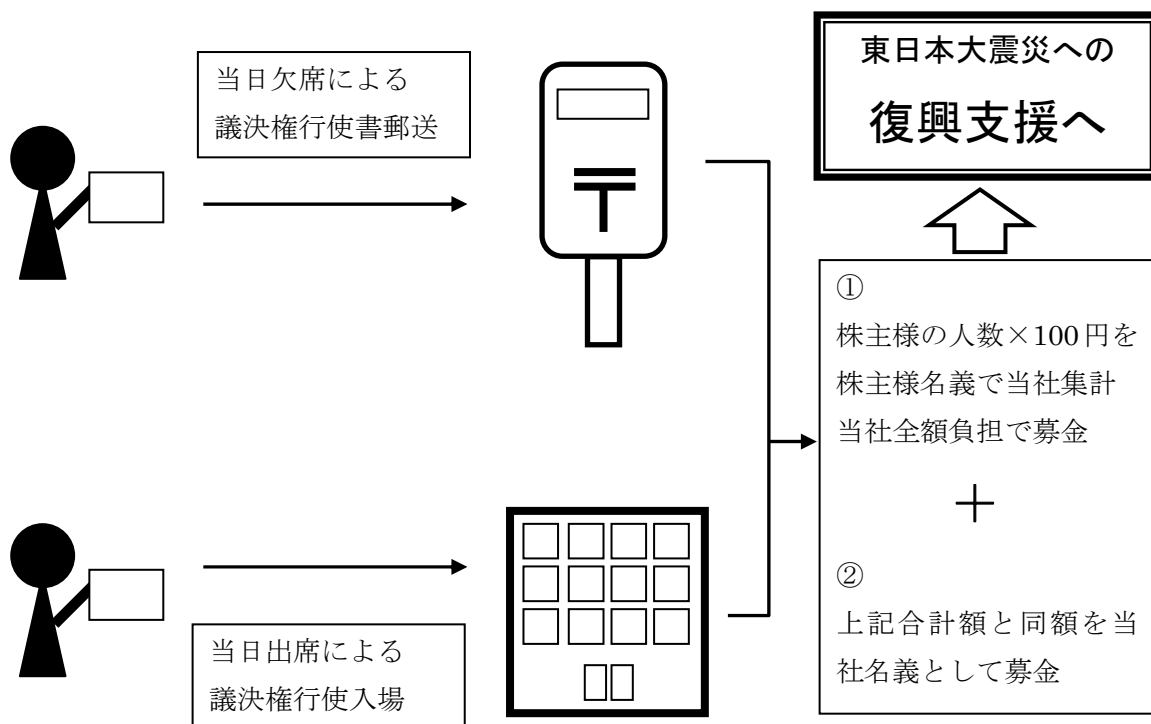 当日欠席による
議決権行使書郵送
〒
東日本大震災への
復興支援へ
①
株主様の人数×100円を
株主様名義で当社集計
当社全額負担で募金
＋
②
上記合計額と同額を当
社名義として募金
当日出席による
議決権行使入場